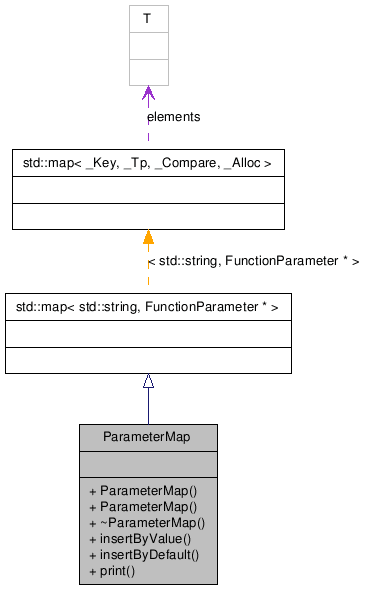 T
elements
std::map< _Key, _Tp, _Compare, _Alloc >
< std::string, FunctionParameter * >
std::map< std::string, FunctionParameter * >
ParameterMap
+ ParameterMap()
+ ParameterMap()
+ ~ParameterMap()
+ insertByValue()
+ insertByDefault()
+ print()